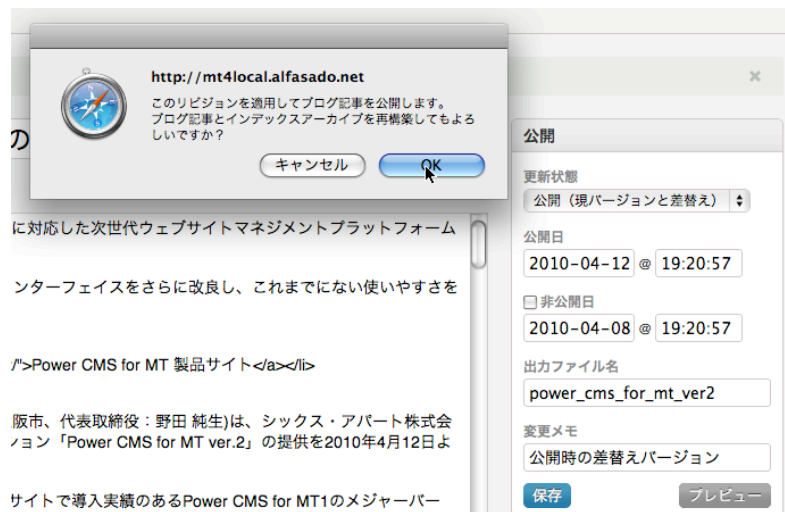 http://mt4local.alfasado.net
このリビジョンを適用してブログ記事を公開します。
ブログ記事とインデックスアーカイブを再構築してもよろ
しいですか？
キャンセル
OK
の
に対応した次世代ウェブサイトマネジメントプラットフォーム
ンターフェイスをさらに改良し、これまでにない使いやすさを
/">Power CMS for MT 製品サイト</a></li>
阪市、代表取締役：野田 純生)は、シックス・アパート株式会
ション「Power CMS for MT ver.2」の提供を2010年4月12日よ
サイトで導入実績のあるPower CMS for MT1のメジャーバー
公開
更新状態
公開（現バージョンと差替え）
公開日
2010-04-12 @ 19:20:57
非公開日
2010-04-08 @ 19:20:57
出力ファイル名
power_cms_for_mt_ver2
変更メモ
公開時の差替えバージョン
保存
プレビュー